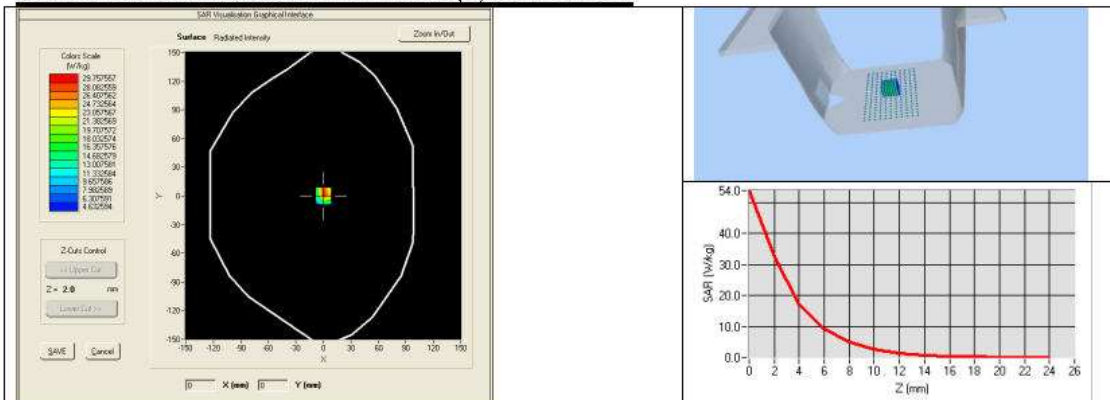 SAR Visualisation Graphical Interface
Surface Radiated Intensity
Zoom In/Out
Colors Scale
(W/kg)
29.757557
28.082559
26.407562
24.732564
23.057567
21.382569
19.707572
18.032574
16.357576
14.682579
13.007581
11.332584
9.657586
7.982589
6.307591
4.632594
Z-Cuts Control
<< Upper Cut
Z = 2.0 mm
Lower Cut >>
SAVE Cancel
Y
150
120
90
60
30
0
-30
-60
-90
-120
-150
-150 -120 -90 -60 -30 0 30 60 90 120 150
X
0 X (mm) 0 Y (mm)
SAR (W/kg)
54.0
40.0
30.0
20.0
10.0
0.0
0 2 4 6 8 10 12 14 16 18 20 22 24 26
Z (mm)